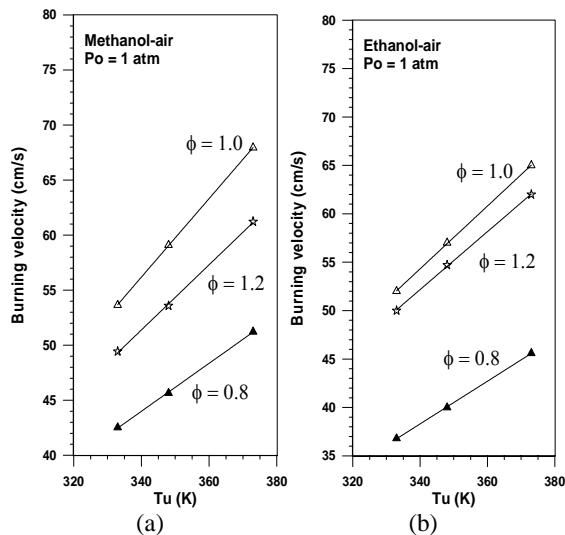 Methanol-air
Po = 1 atm
Burning velocity (cm/s)
80
75
70
65
60
55
50
45
40
ϕ = 1.0
ϕ = 1.2
ϕ = 0.8
320
340
360
380
Tu (K)
(a)
Ethanol-air
Po = 1 atm
Burning velocity (cm/s)
80
75
70
65
60
55
50
45
40
35
ϕ = 1.0
ϕ = 1.2
ϕ = 0.8
320
340
360
380
Tu (K)
(b)